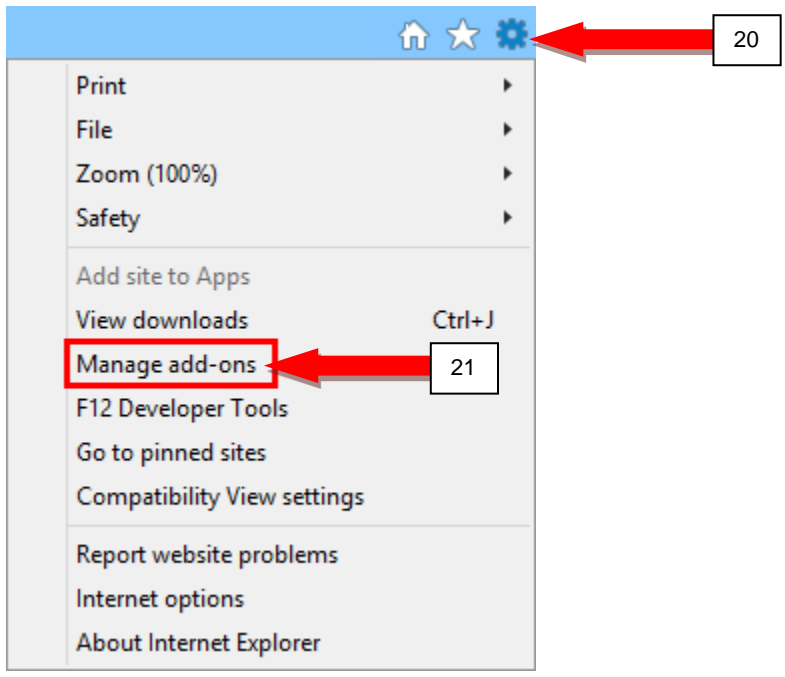 20
Print
File
Zoom (100%)
Safety
Add site to Apps
View downloads Ctrl+J
Manage add-ons 21
F12 Developer Tools
Go to pinned sites
Compatibility View settings
Report website problems
Internet options
About Internet Explorer